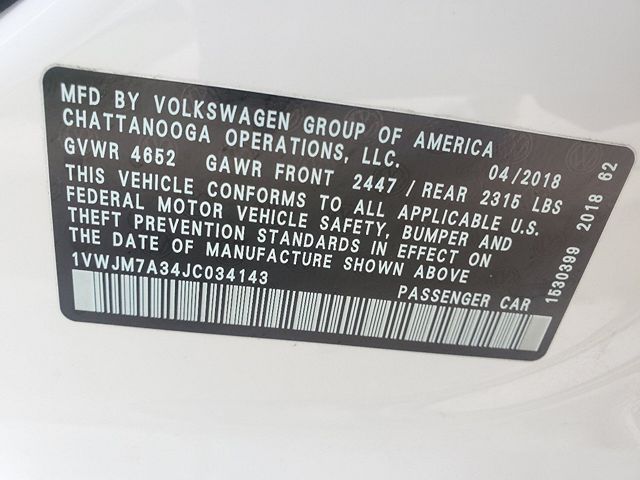 MFD BY VOLKSWAGEN GROUP OF AMERICA
CHATTANOOGA OPERATIONS, LLC.
04/2018
GVWR 4652 GAWR FRONT 2447 / REAR 2315 LBS
THIS VEHICLE CONFORMS TO ALL APPLICABLE U.S.
FEDERAL MOTOR VEHICLE SAFETY, BUMPER AND
THEFT PREVENTION STANDARDS IN EFFECT ON
THE DATE OF MANUFACTURE SHOWN ABOVE
1VWJM7A34JC034143
PASSENGER CAR
1530399 2018 62